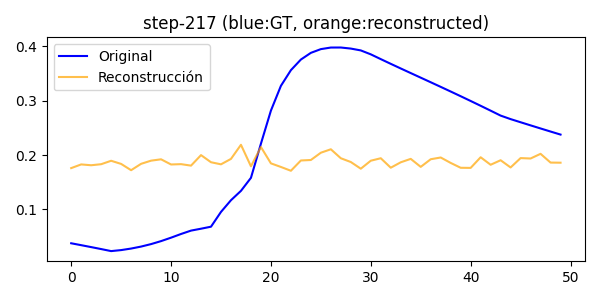 step-217 (blue:GT, orange:reconstructed)
Original
Reconstrucción
0.4
0.3
0.2
0.1
0 10 20 30 40 50